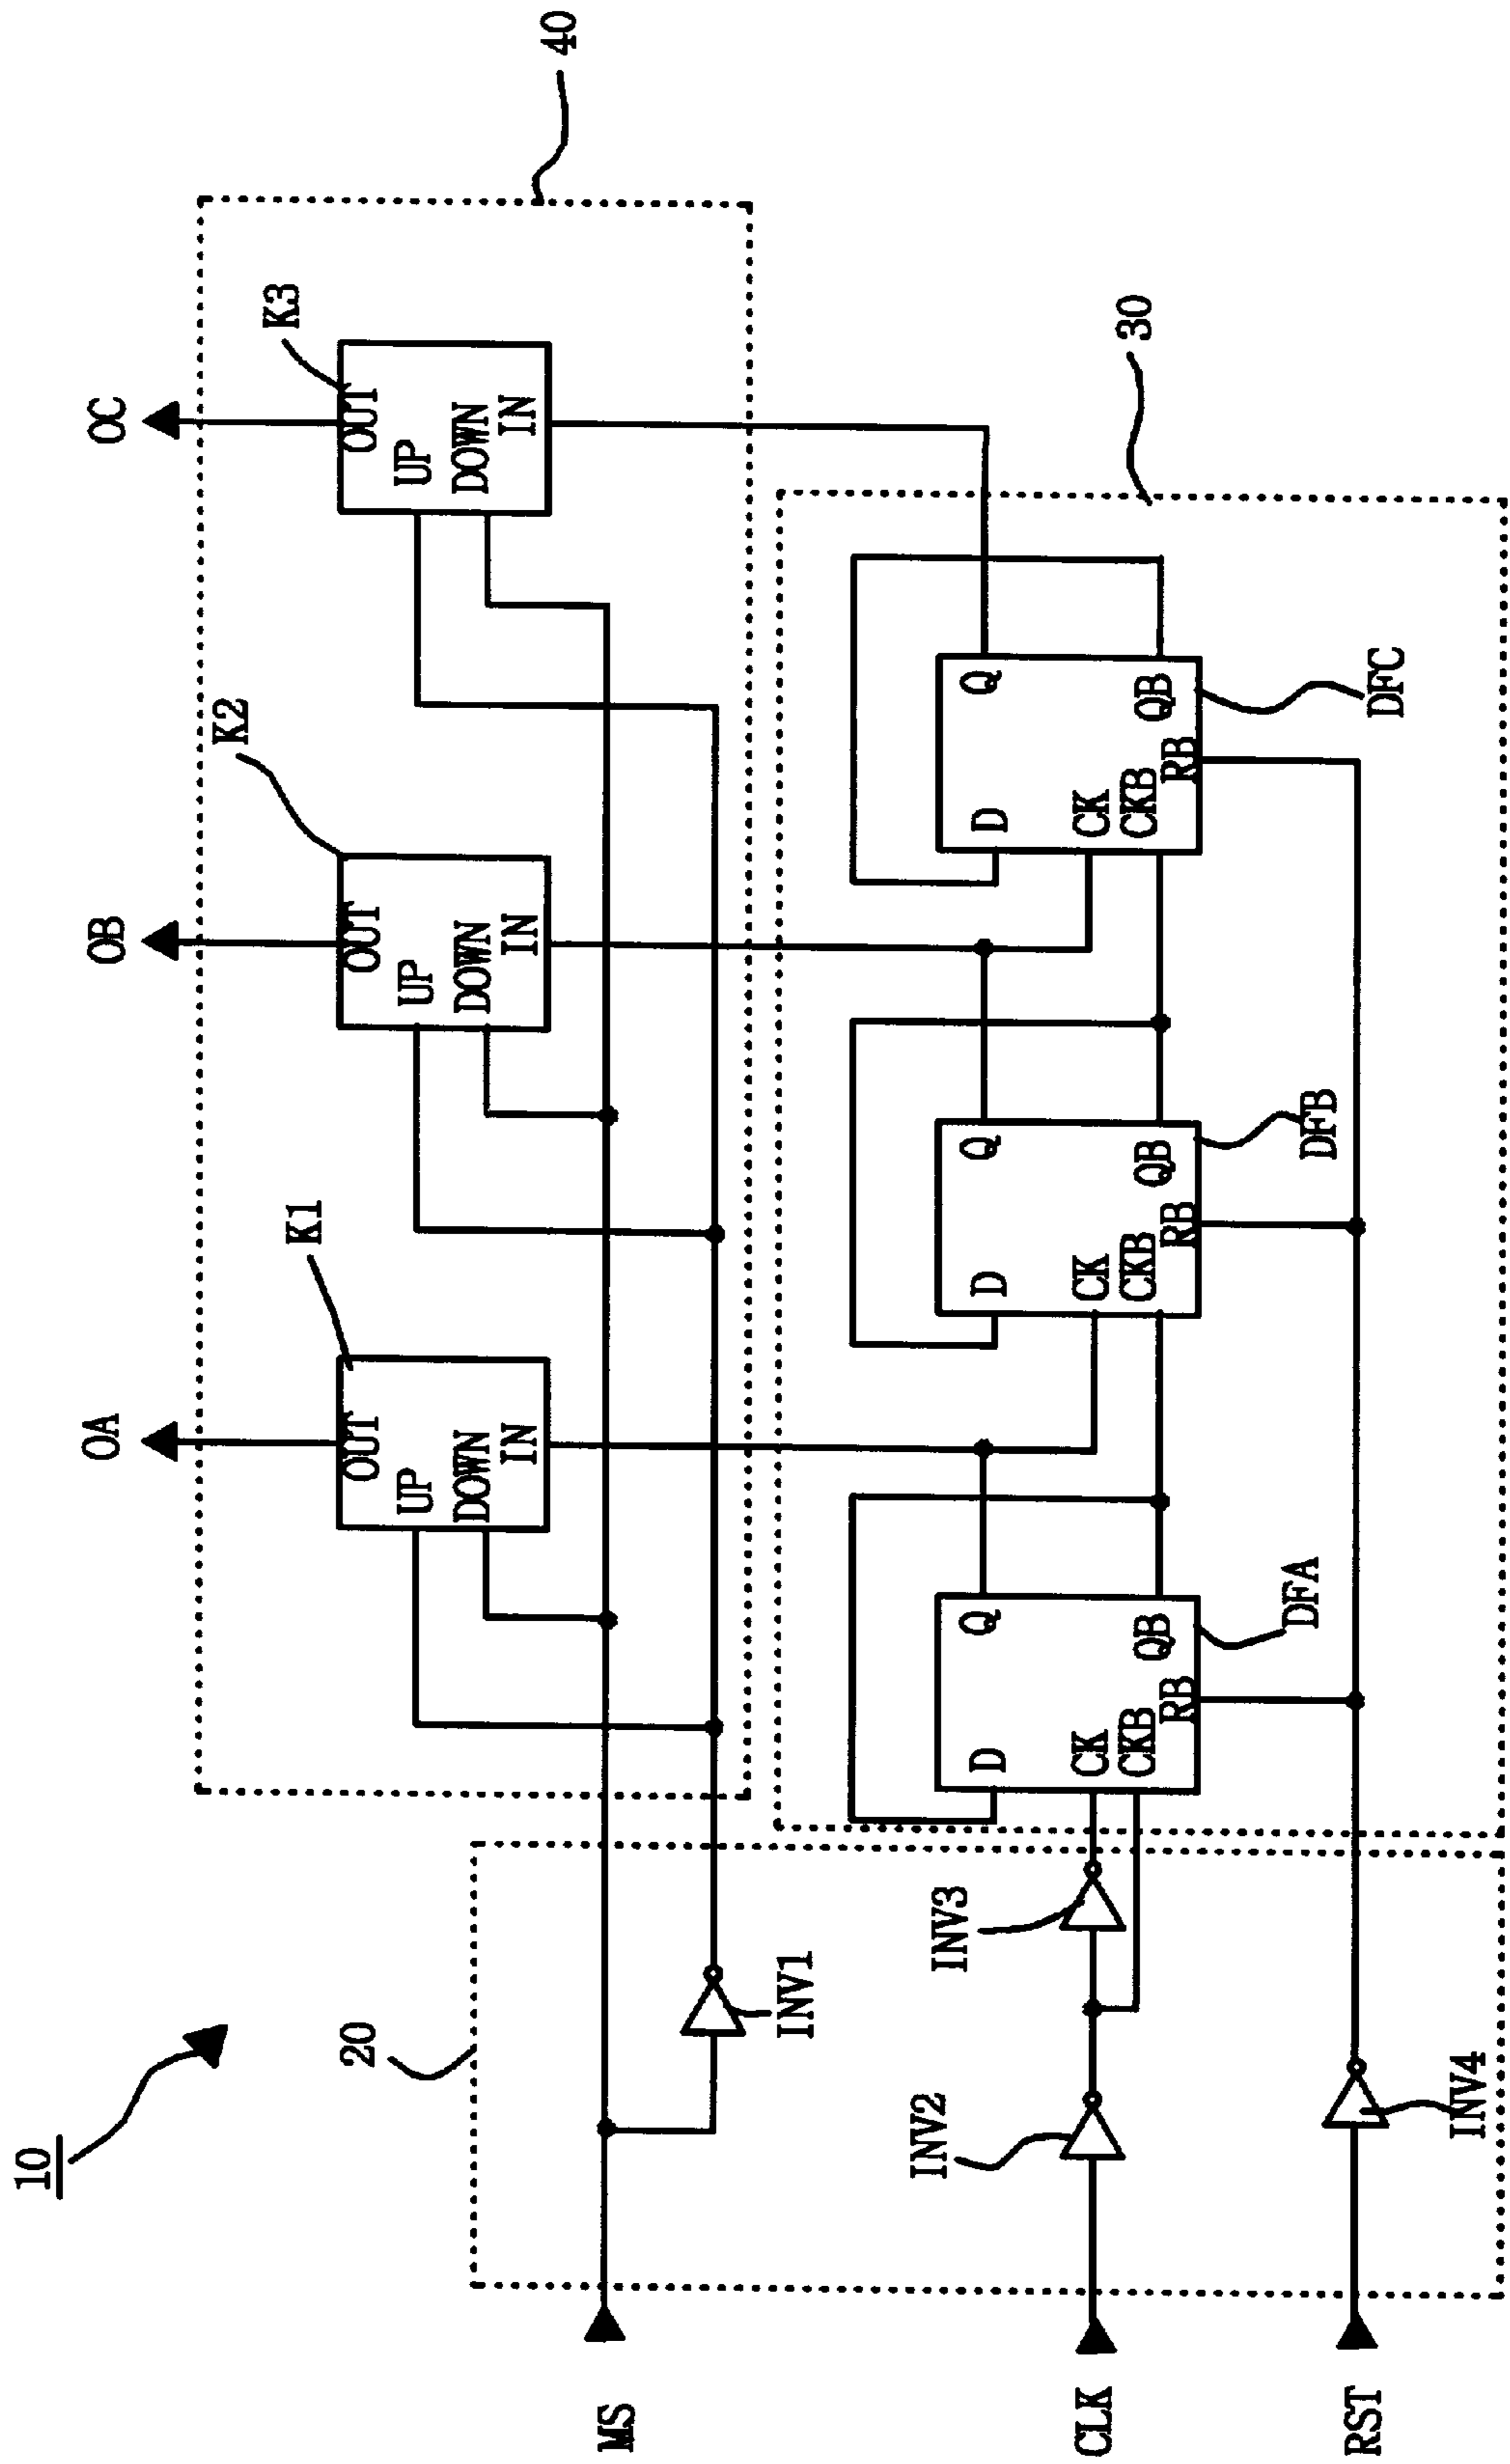 10
20
30
40
OA
OB
OC
K1
K2
K3
OUT
UP
DOWN
IN
OUT
UP
DOWN
IN
OUT
UP
DOWN
IN
MS
INV1
CLK
INV2
INV3
RST
INV4
D
Q
CK
CKB
QB
RB
DFA
D
Q
CK
CKB
QB
RB
DFB
D
Q
CK
CKB
QB
RB
DFC